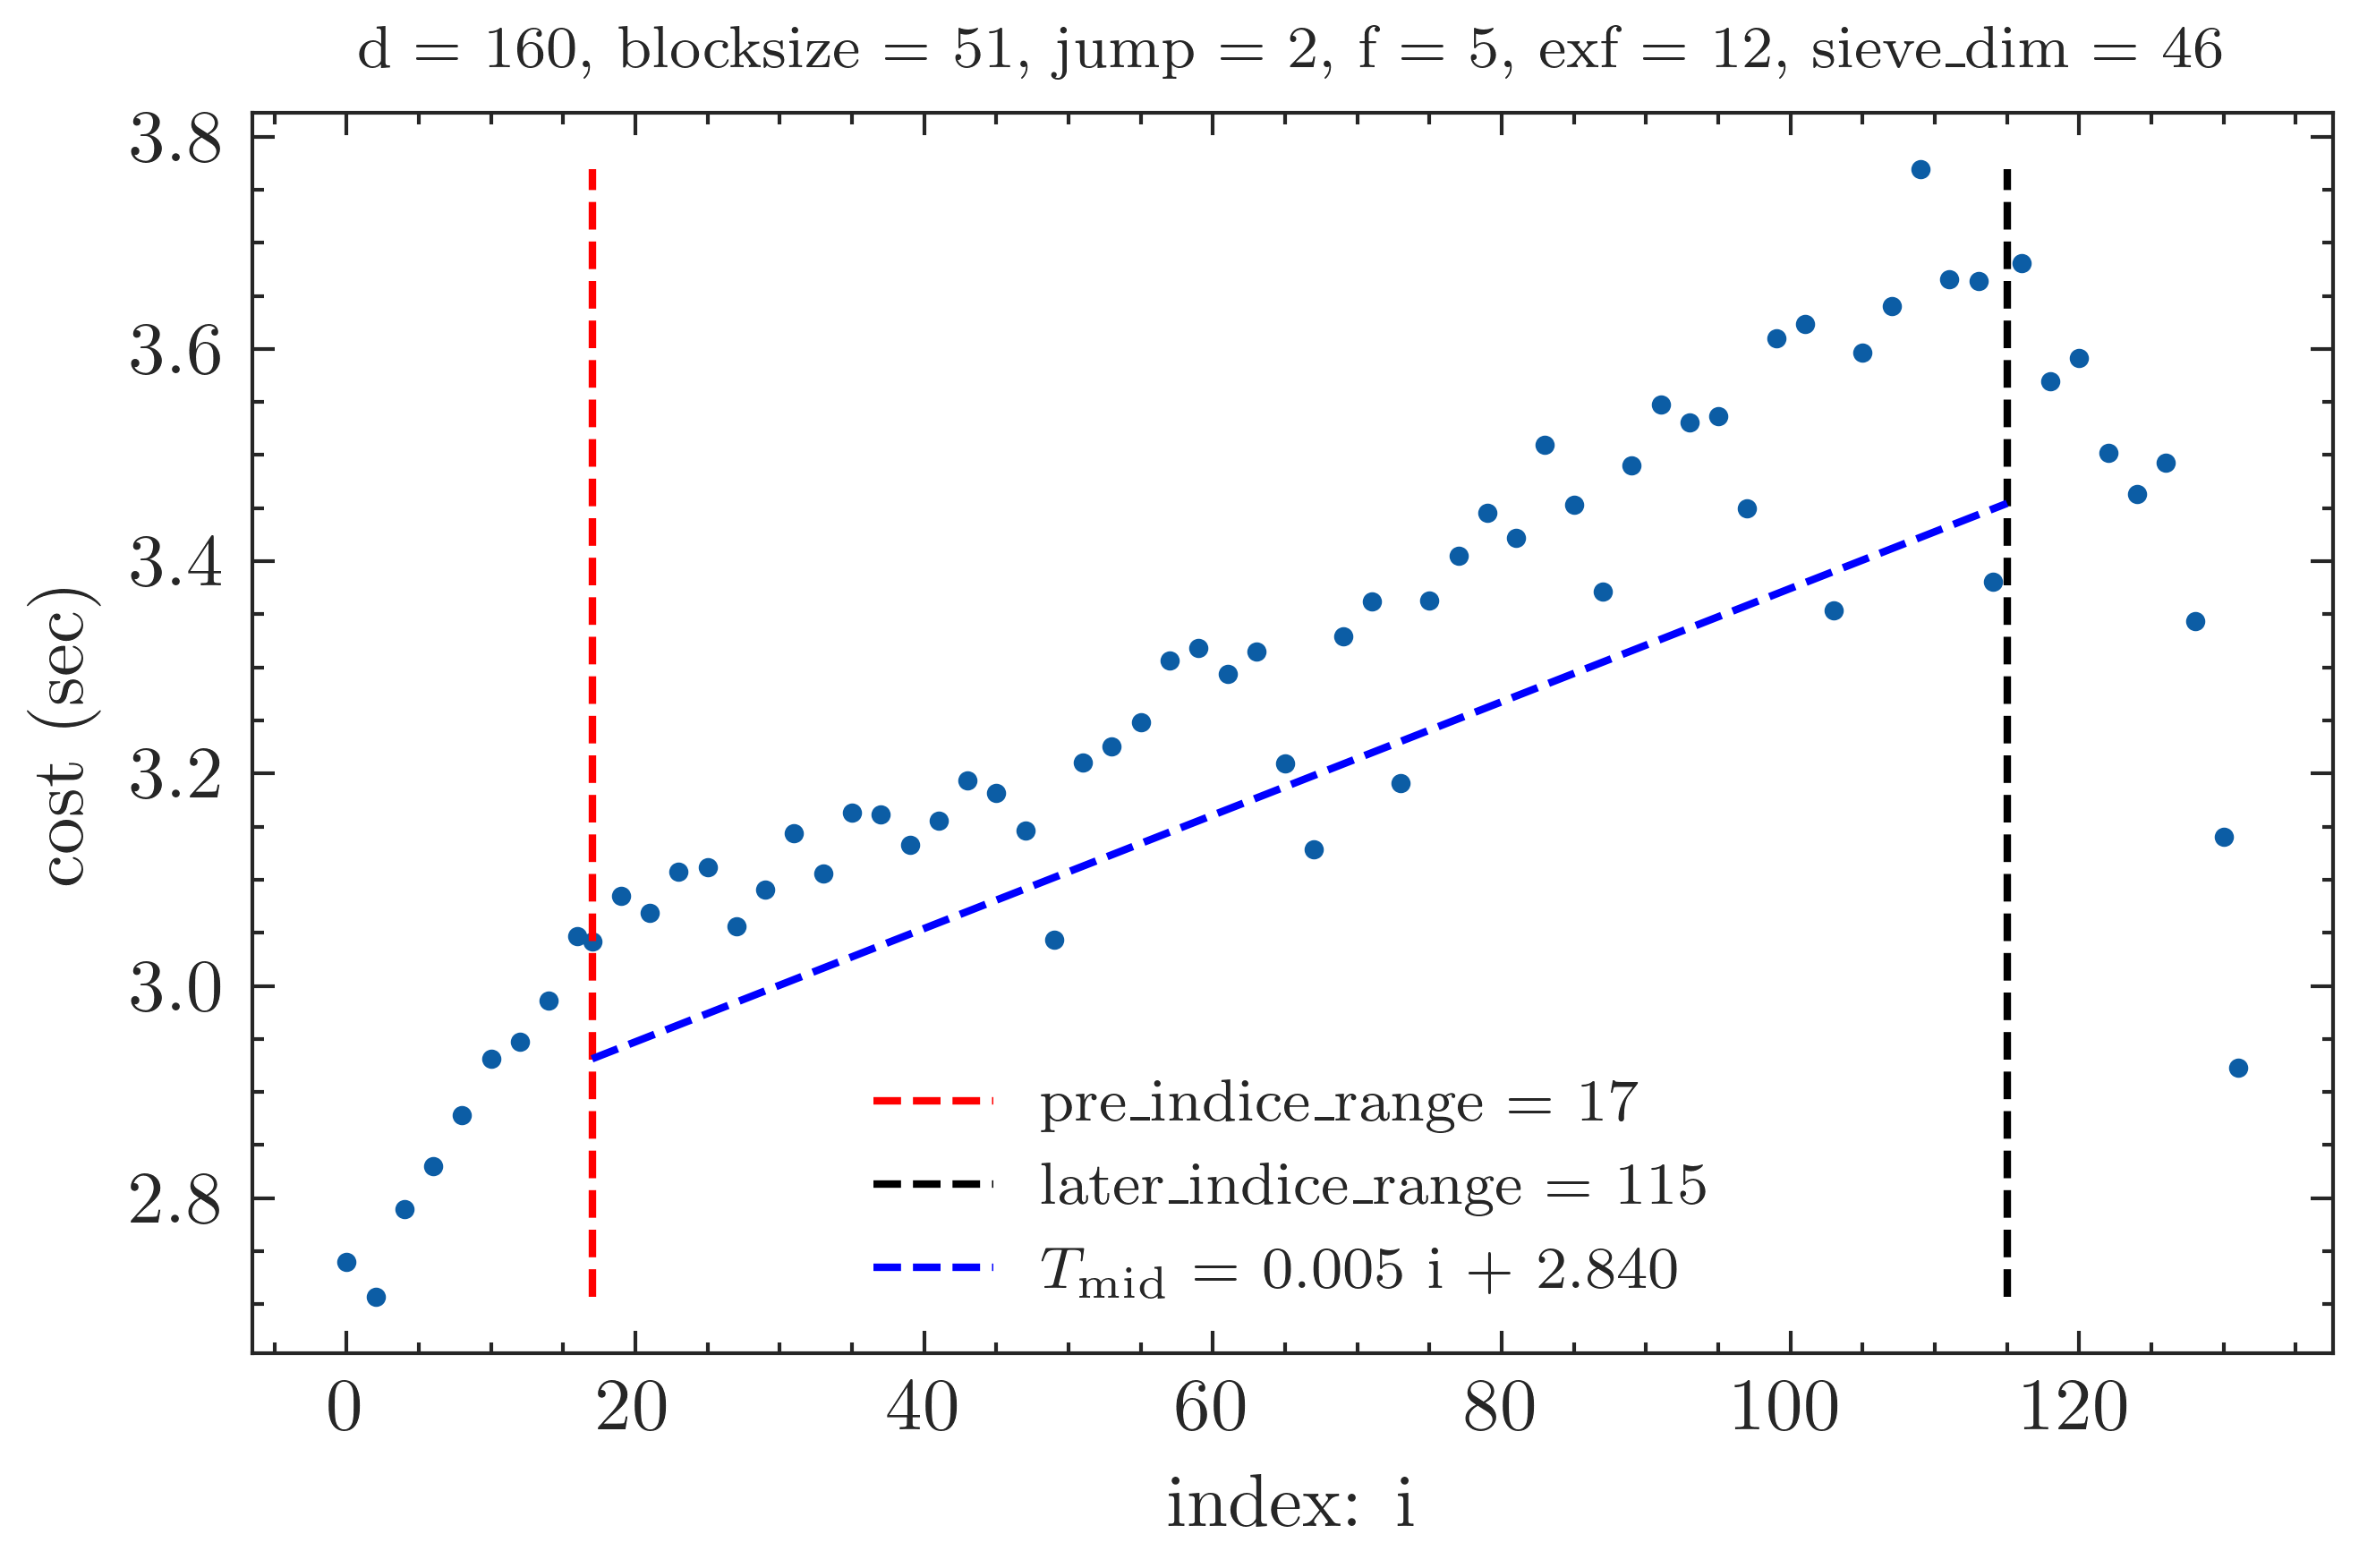 d = 160, blocksize = 51, jump = 2, f = 5, exf = 12, sieve_dim = 46
3.8
3.6
3.4
3.2
3.0
2.8
cost (sec)
pre_indice_range = 17
later_indice_range = 115
T_mid = 0.005 i + 2.840
0 20 40 60 80 100 120
index: i